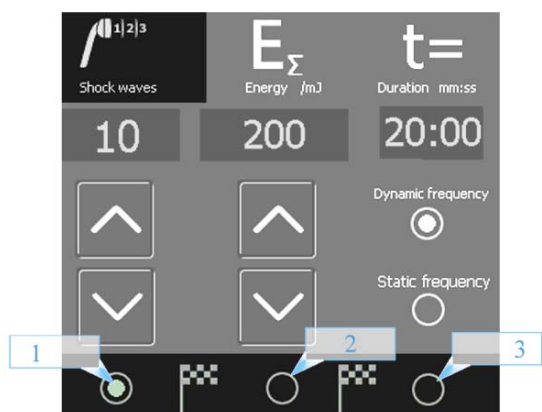 1|2|3
Shock waves
E_Σ
Energy /mJ
t=
Duration mm:ss
10
200
20:00
Dynamic frequency
Static frequency
1
2
3